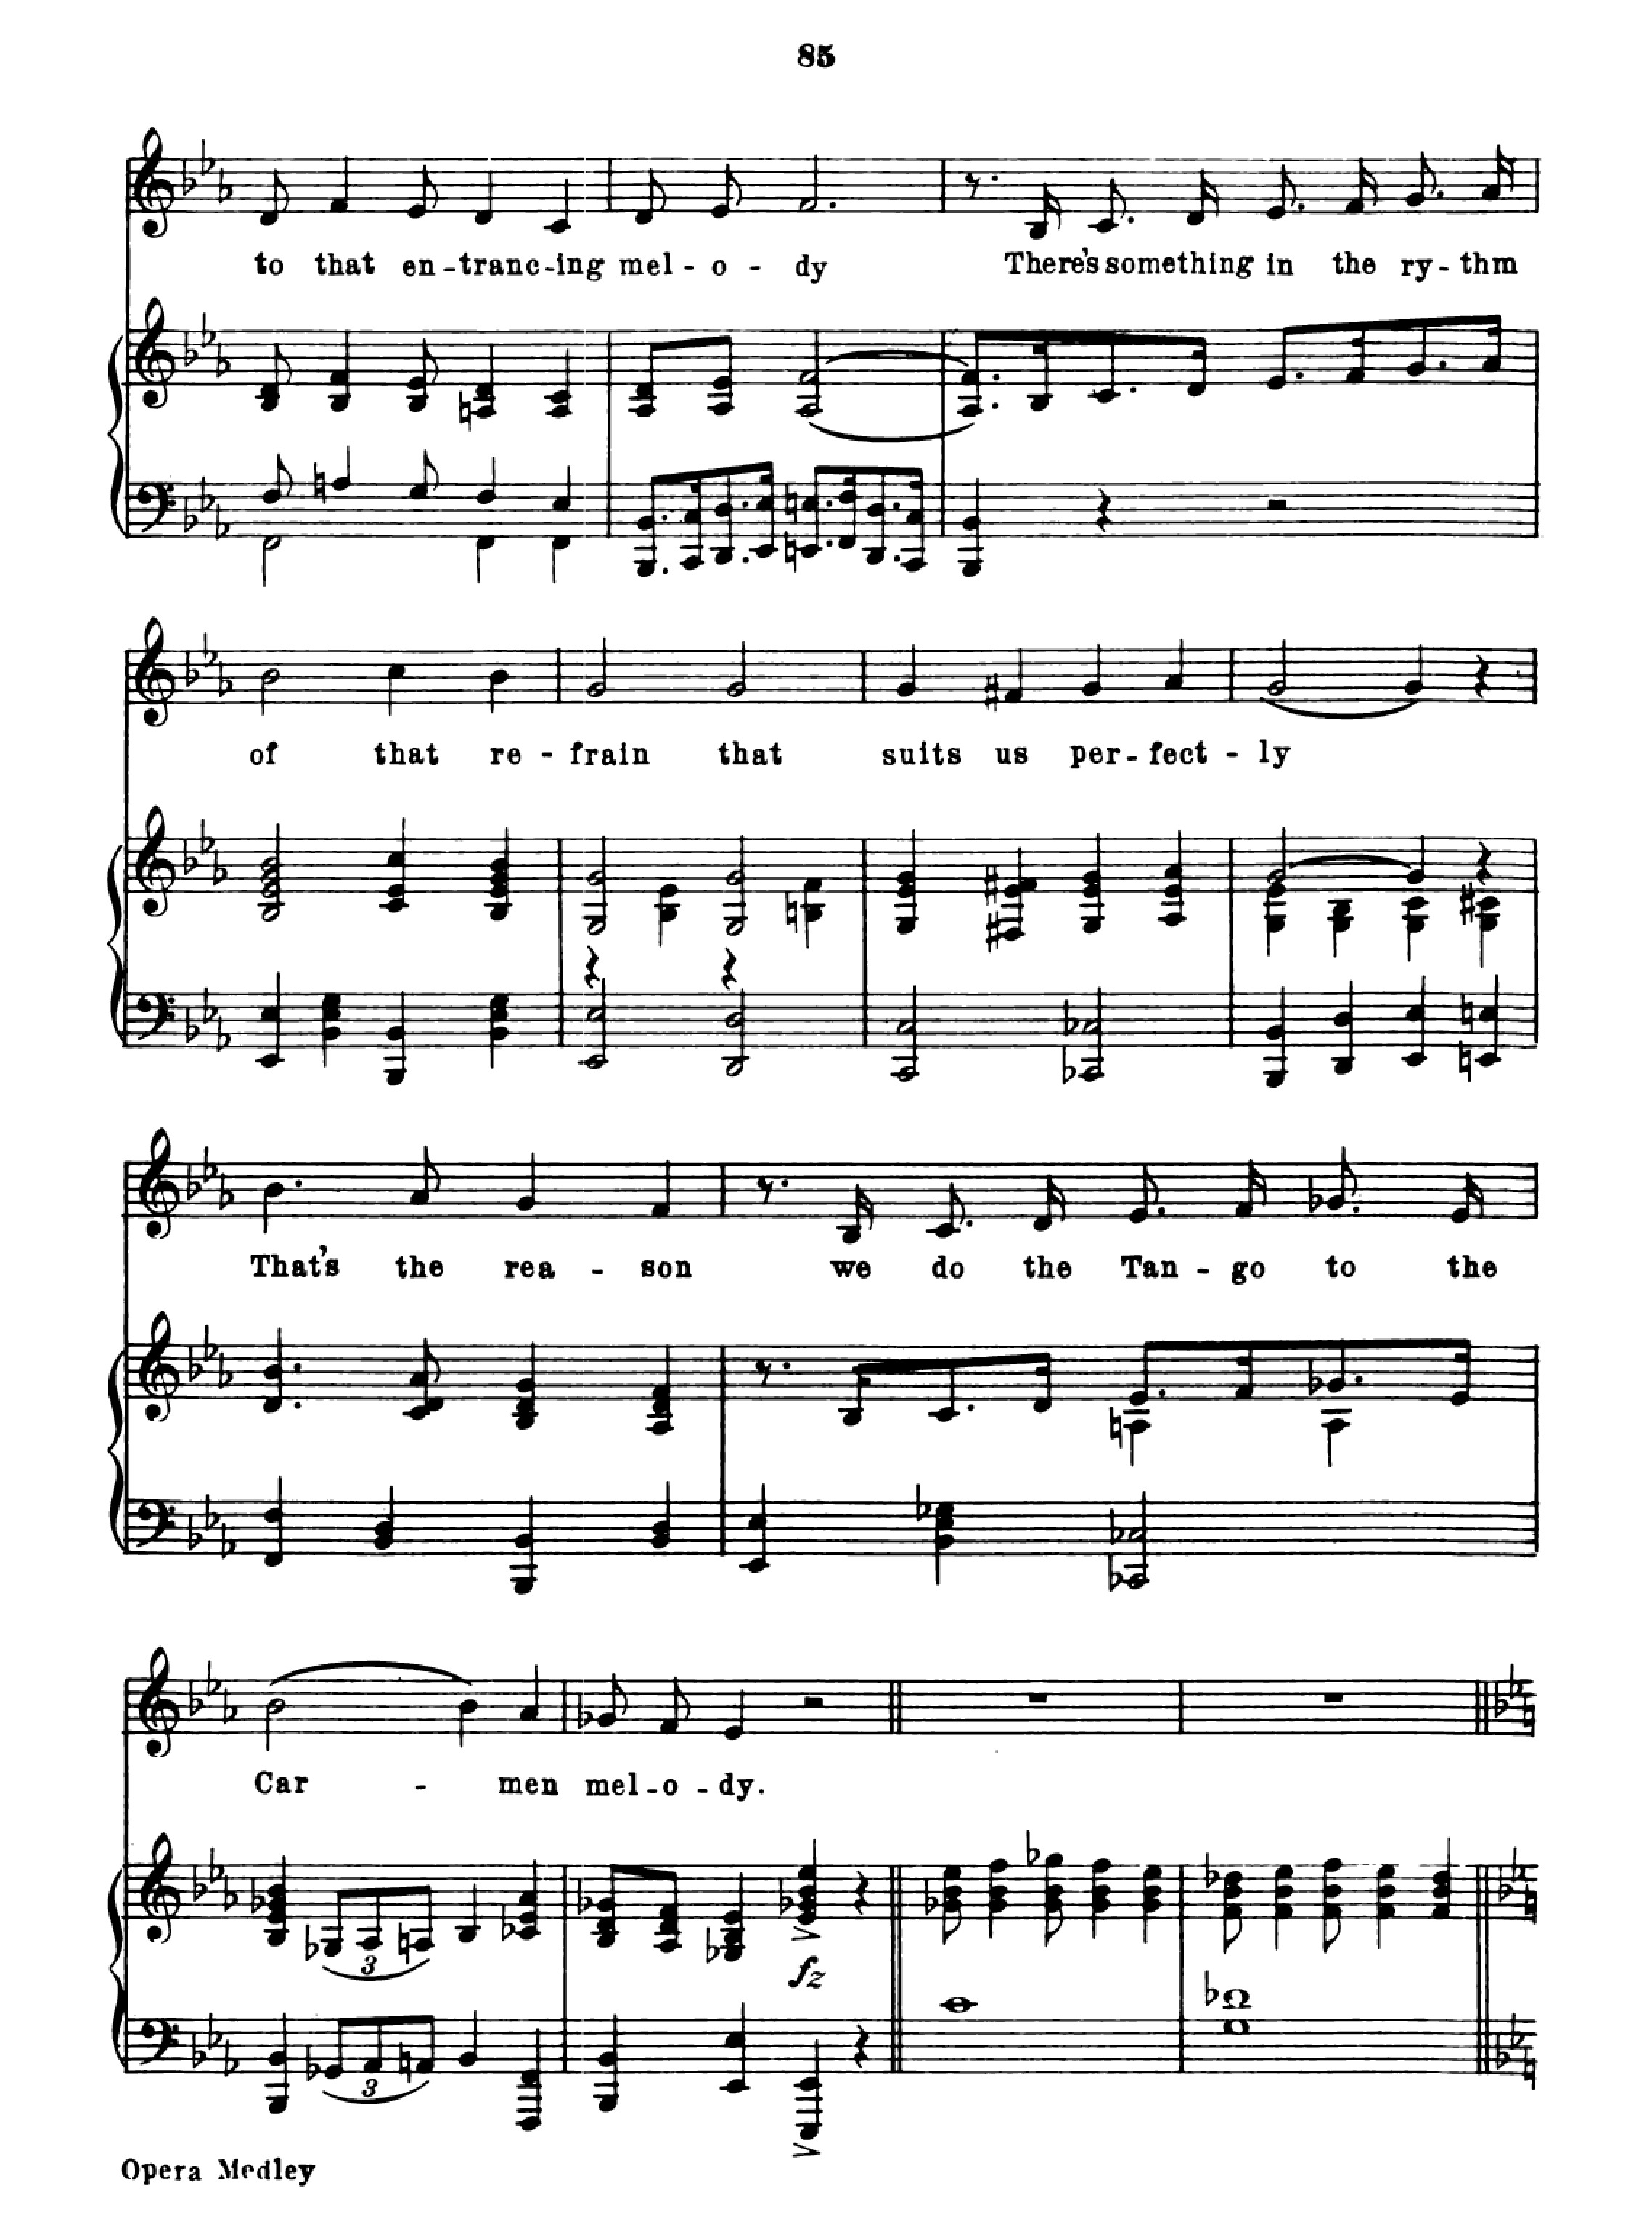 85
to that en-tranc-ing mel-o-dy There's something in the ry-thm
of that re-frain that suits us per-fect-ly
That's the rea-son we do the Tan-go to the
Car-men mel-o-dy.
3
fz
3
Opera Medley